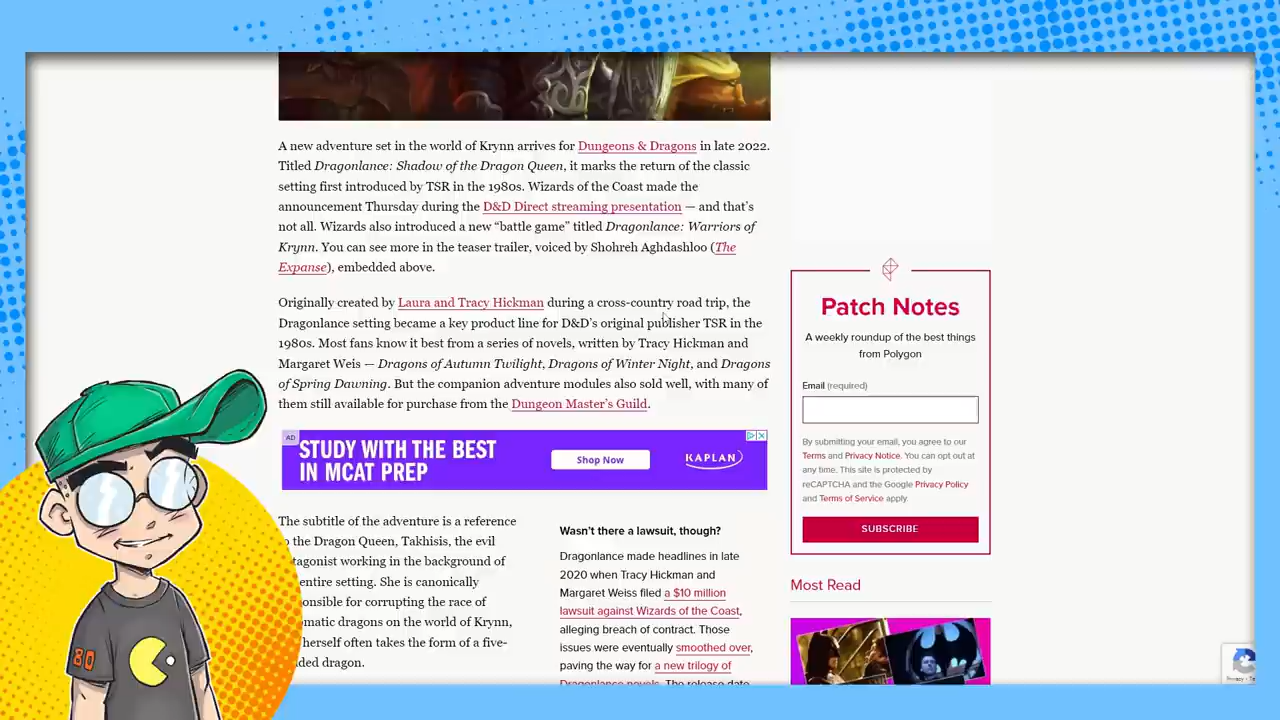 A new adventure set in the world of Krynn arrives for Dungeons & Dragons in late 2022.
Titled Dragonlance: Shadow of the Dragon Queen, it marks the return of the classic
setting first introduced by TSR in the 1980s. Wizards of the Coast made the
announcement Thursday during the D&D Direct streaming presentation — and that's
not all. Wizards also introduced a new “battle game” titled Dragonlance: Warriors of
Krynn. You can see more in the teaser trailer, voiced by Shohreh Aghdashloo (The
Expanse), embedded above.
Originally created by Laura and Tracy Hickman during a cross-country road trip, the
Dragonlance setting became a key product line for D&D's original publisher TSR in the
1980s. Most fans know it best from a series of novels, written by Tracy Hickman and
Margaret Weis — Dragons of Autumn Twilight, Dragons of Winter Night, and Dragons
of Spring Dawning. But the companion adventure modules also sold well, with many of
them still available for purchase from the Dungeon Master's Guild.
AD
STUDY WITH THE BEST
IN MCAT PREP
Shop Now
KAPLAN
The subtitle of the adventure is a reference
the Dragon Queen, Takhisis, the evil
working in the background of
entire setting. She is canonically
for corrupting the race of
dragons on the world of Krynn,
herself often takes the form of a five-
dragon.
Wasn't there a lawsuit, though?
Dragonlance made headlines in late
2020 when Tracy Hickman and
Margaret Weiss filed a $10 million
lawsuit against Wizards of the Coast,
alleging breach of contract. Those
issues were eventually smoothed over,
paving the way for a new trilogy of
Dragonlance novels. The release date
Patch Notes
A weekly roundup of the best things
from Polygon
Email (required)
By submitting your email, you agree to our
Terms and Privacy Notice. You can opt out at
any time. This site is protected by
reCAPTCHA and the Google Privacy Policy
and Terms of Service apply.
SUBSCRIBE
Most Read
80